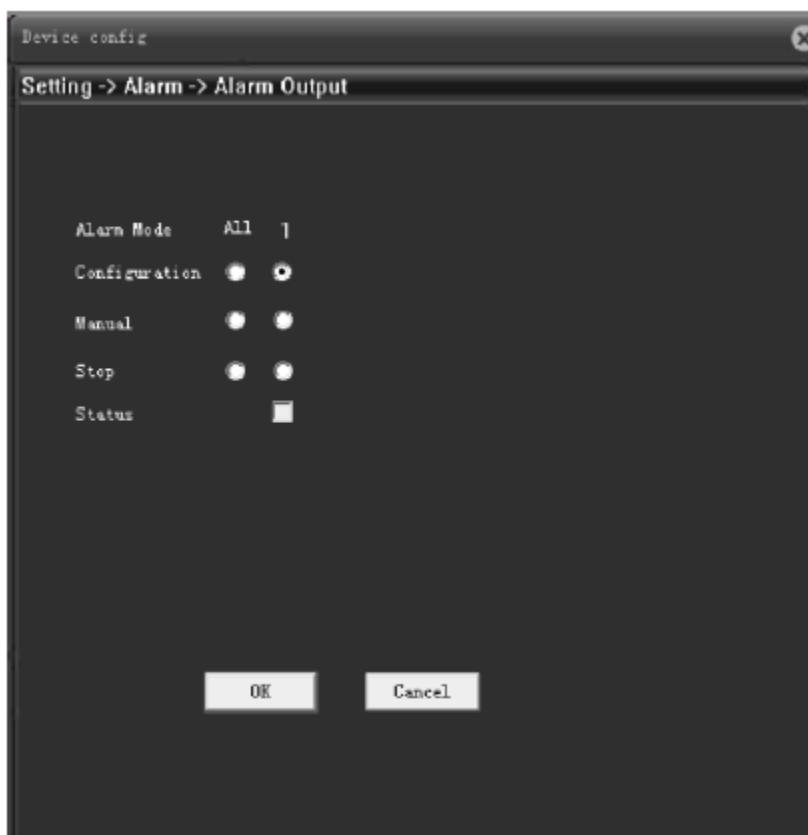 Device config
Setting -> Alarm -> Alarm Output
Alarm Mode All 1
Configuration
Manual
Stop
Status
OK Cancel